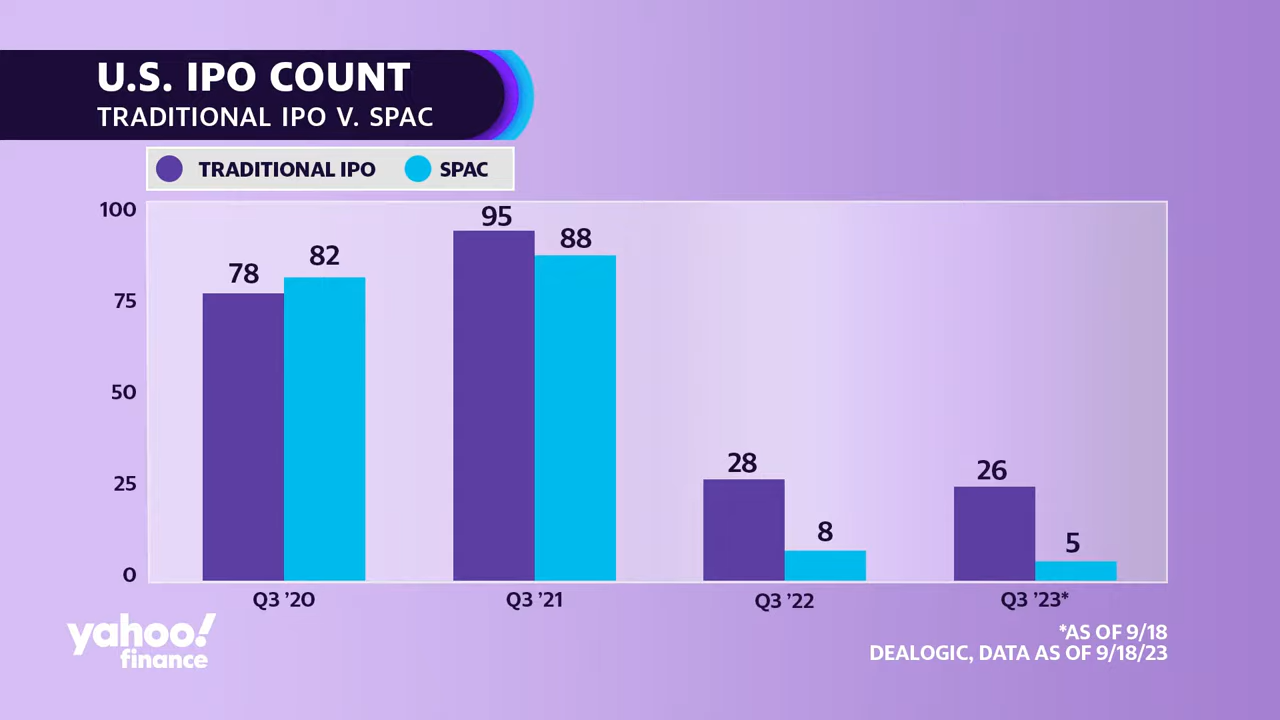 U.S. IPO COUNT
TRADITIONAL IPO V. SPAC
TRADITIONAL IPO SPAC
100
75
50
25
0
78 82
95 88
28 8
26 5
Q3 ’20 Q3 ’21 Q3 ’22 Q3 ’23*
yahoo!
finance
*AS OF 9/18
DEALOGIC, DATA AS OF 9/18/23